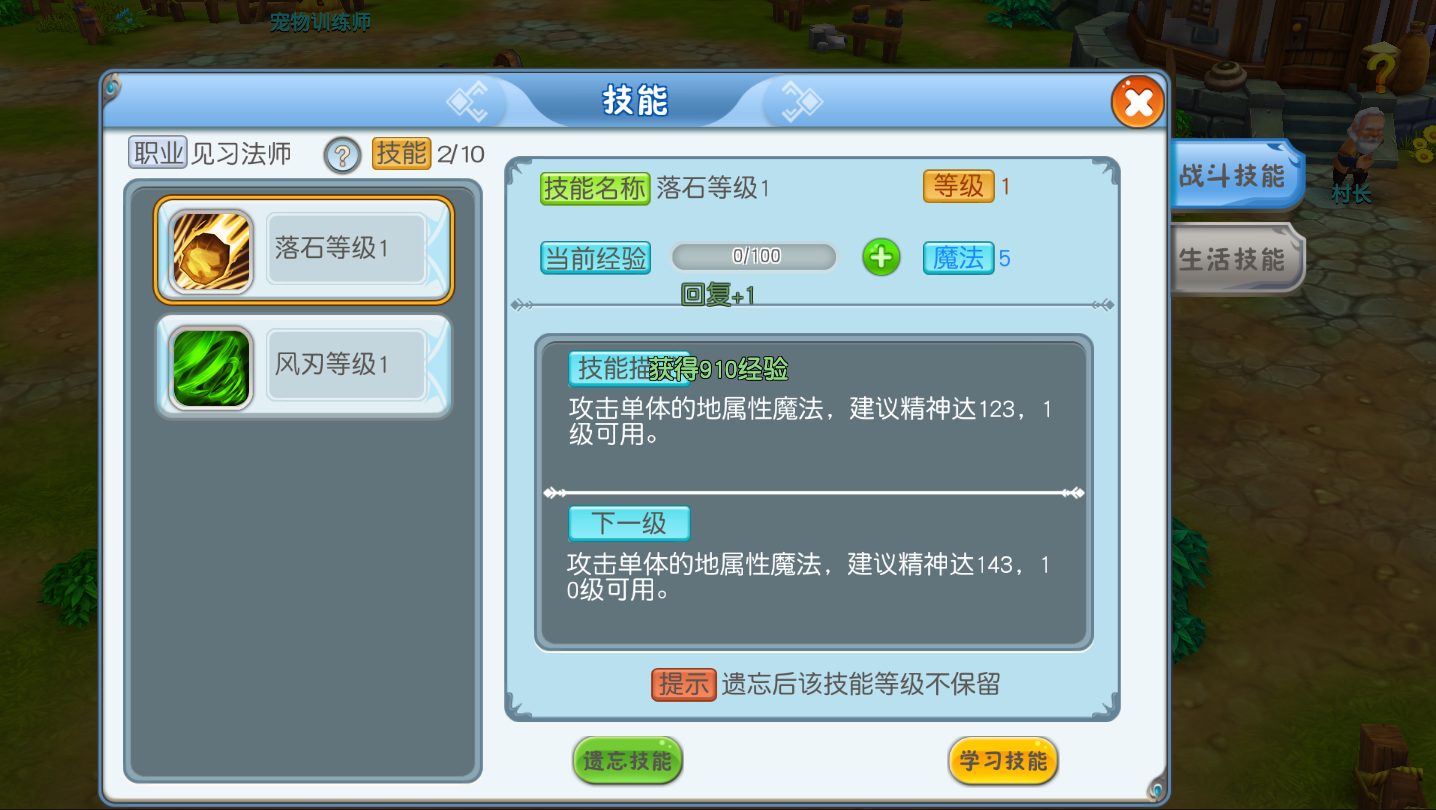 宠物训练师
技能
职业 见习法师
技能 2/10
落石等级1
风刃等级1
技能名称 落石等级1
等级 1
当前经验 0/100
魔法 5
回复+1
技能描
获得910经验
攻击单体的地属性魔法，建议精神达123，1
级可用。
下一级
攻击单体的地属性魔法，建议精神达143，1
0级可用。
提示 遗忘后该技能等级不保留
遗忘技能
学习技能
战斗技能
村长
生活技能